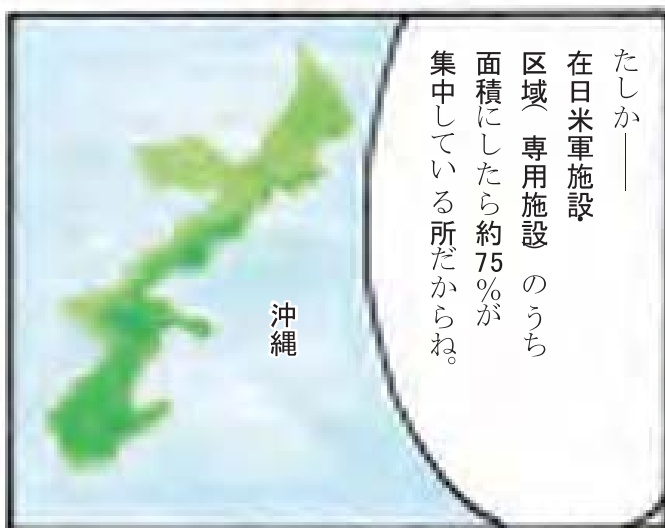 たしか――
在日米軍施設・
区域(専用施設)のうち
面積にしたら約75%が
集中している所だからね。
沖縄